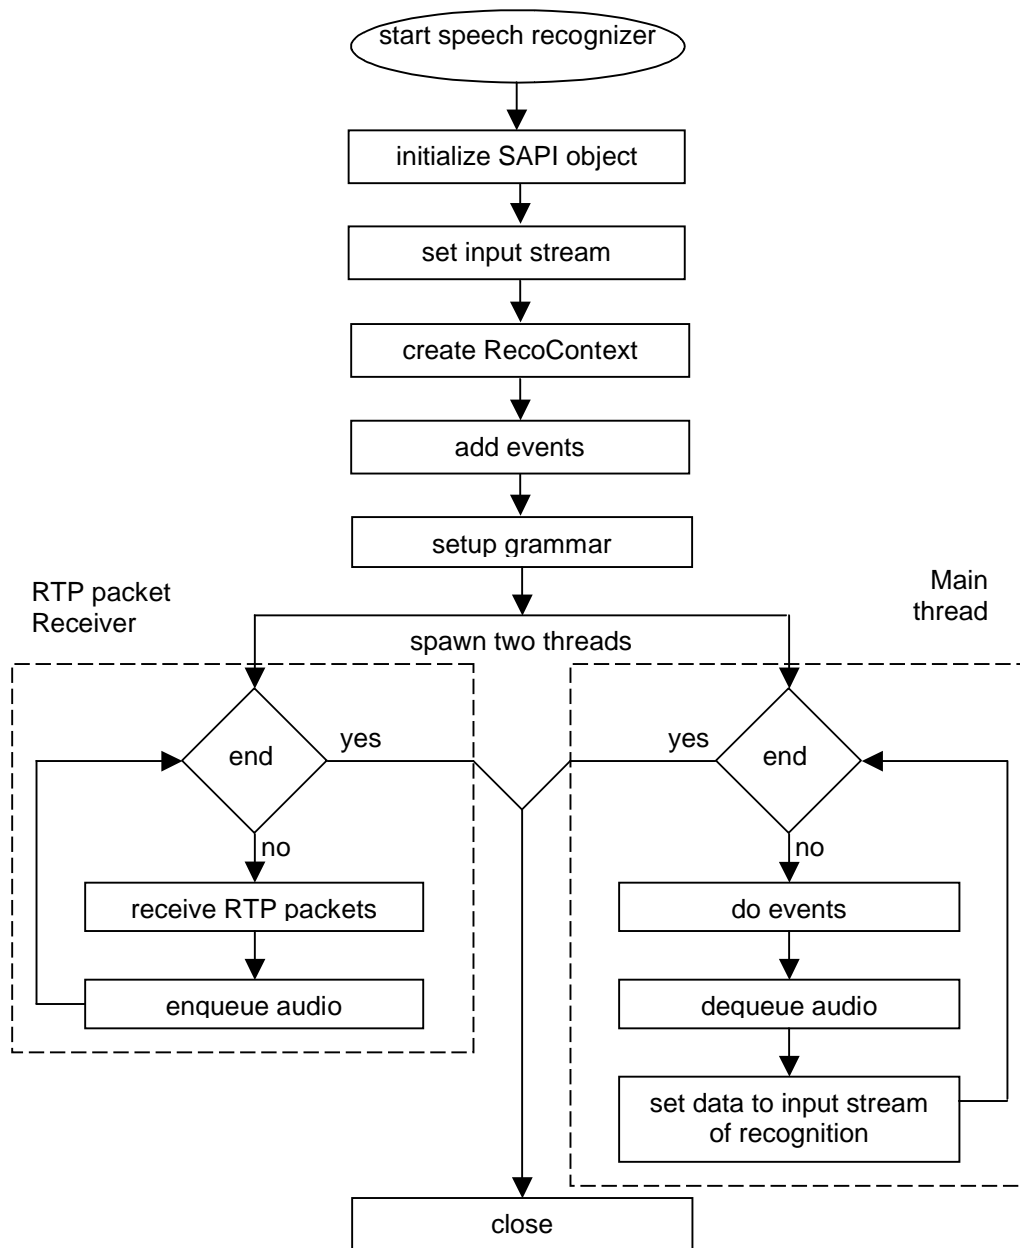 start speech recognizer
initialize SAPI object
set input stream
create RecoContext
add events
setup grammar
RTP packet
Receiver
Main
thread
spawn two threads
end
yes
no
receive RTP packets
enqueue audio
yes
end
no
do events
dequeue audio
set data to input stream
of recognition
close